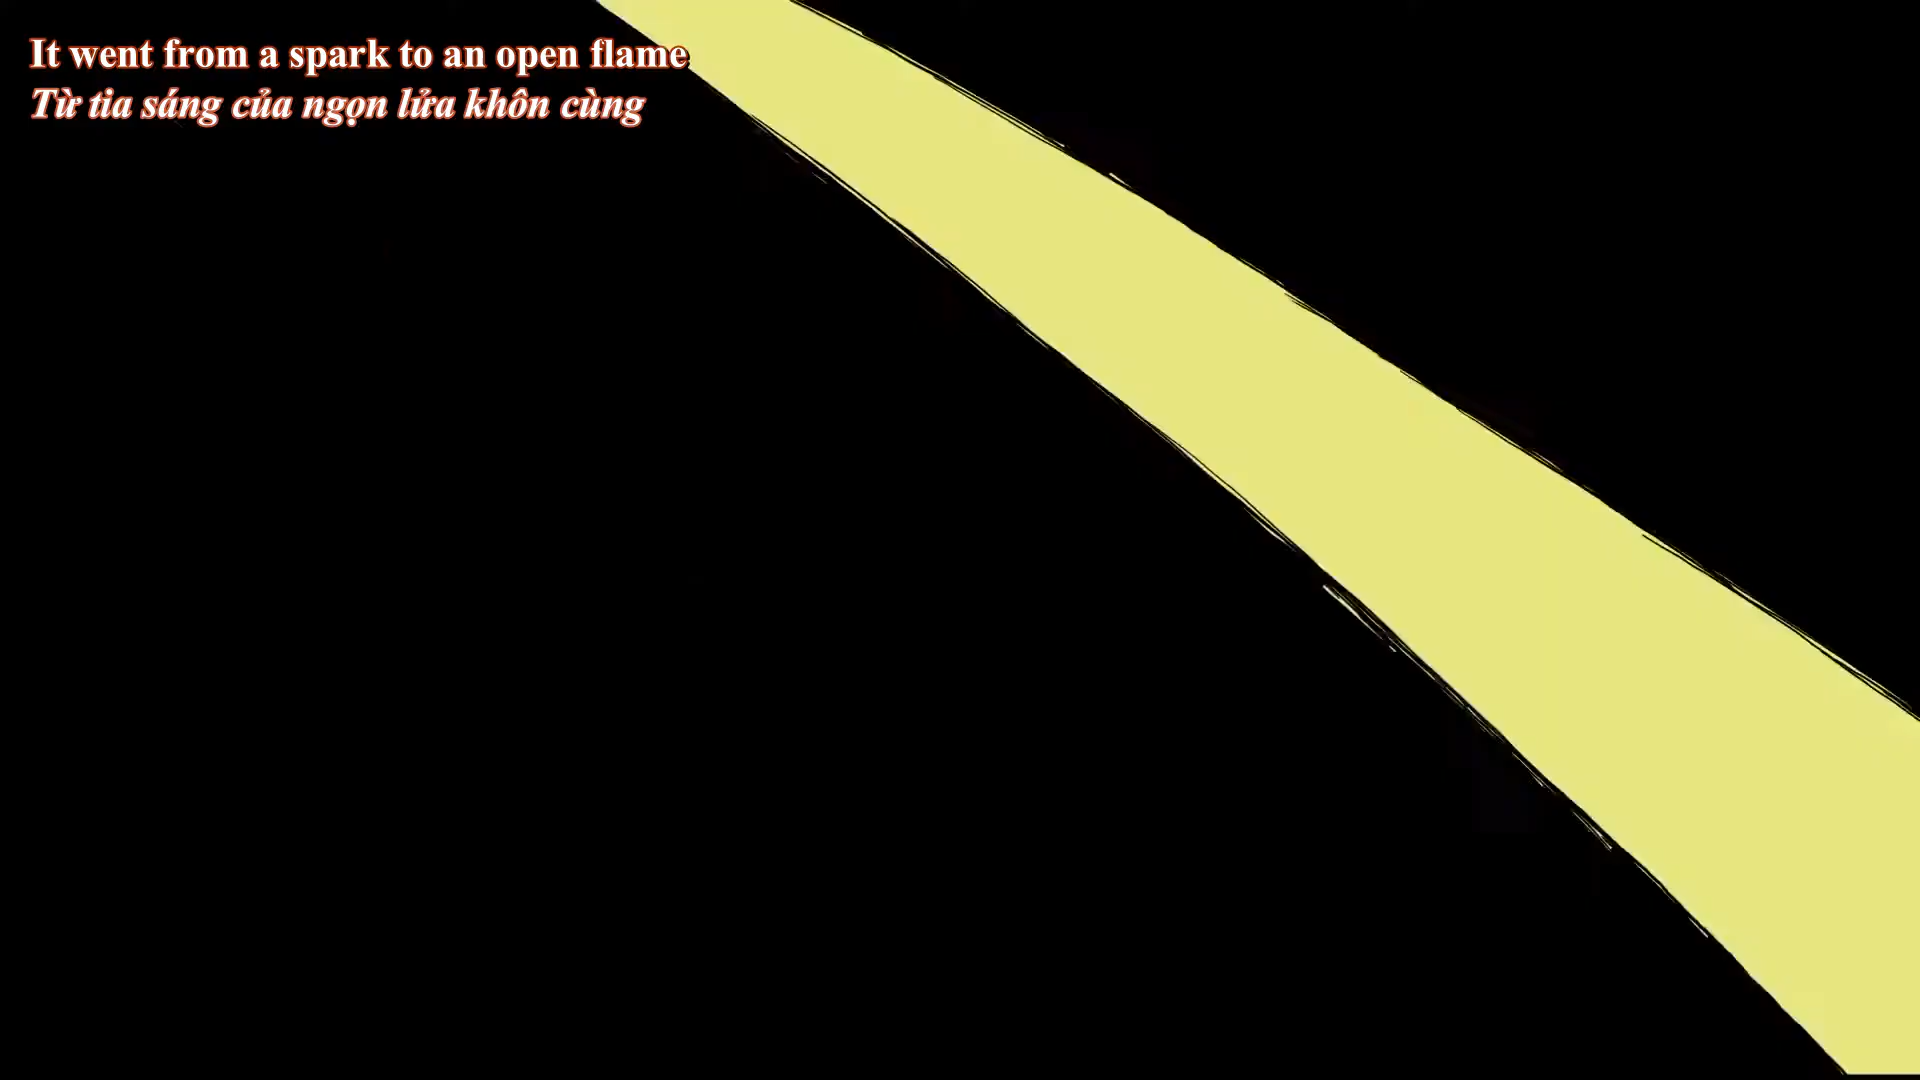 It went from a spark to an open flame
Từ tia sáng của ngọn lửa khôn cùng